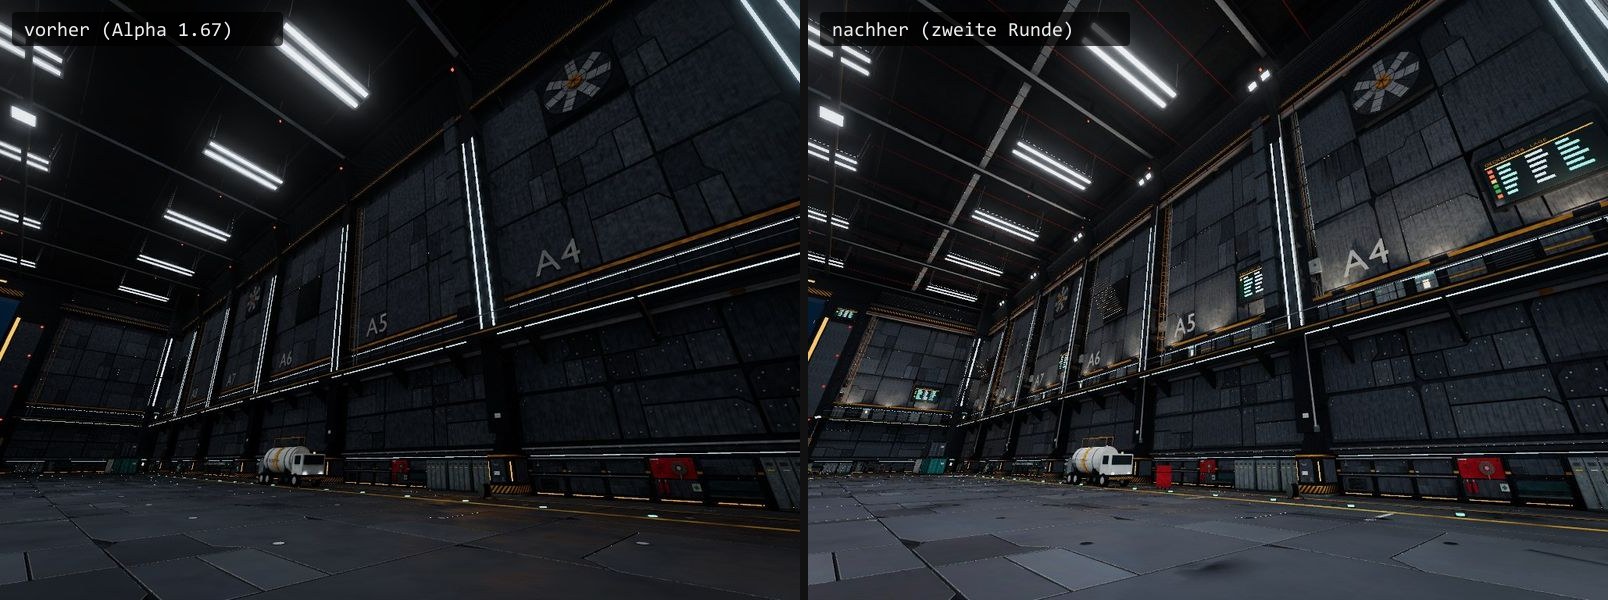 vorher (Alpha 1.67)
A4
A5
A6
A7
nachher (zweite Runde)
A4
A5
A6
A7